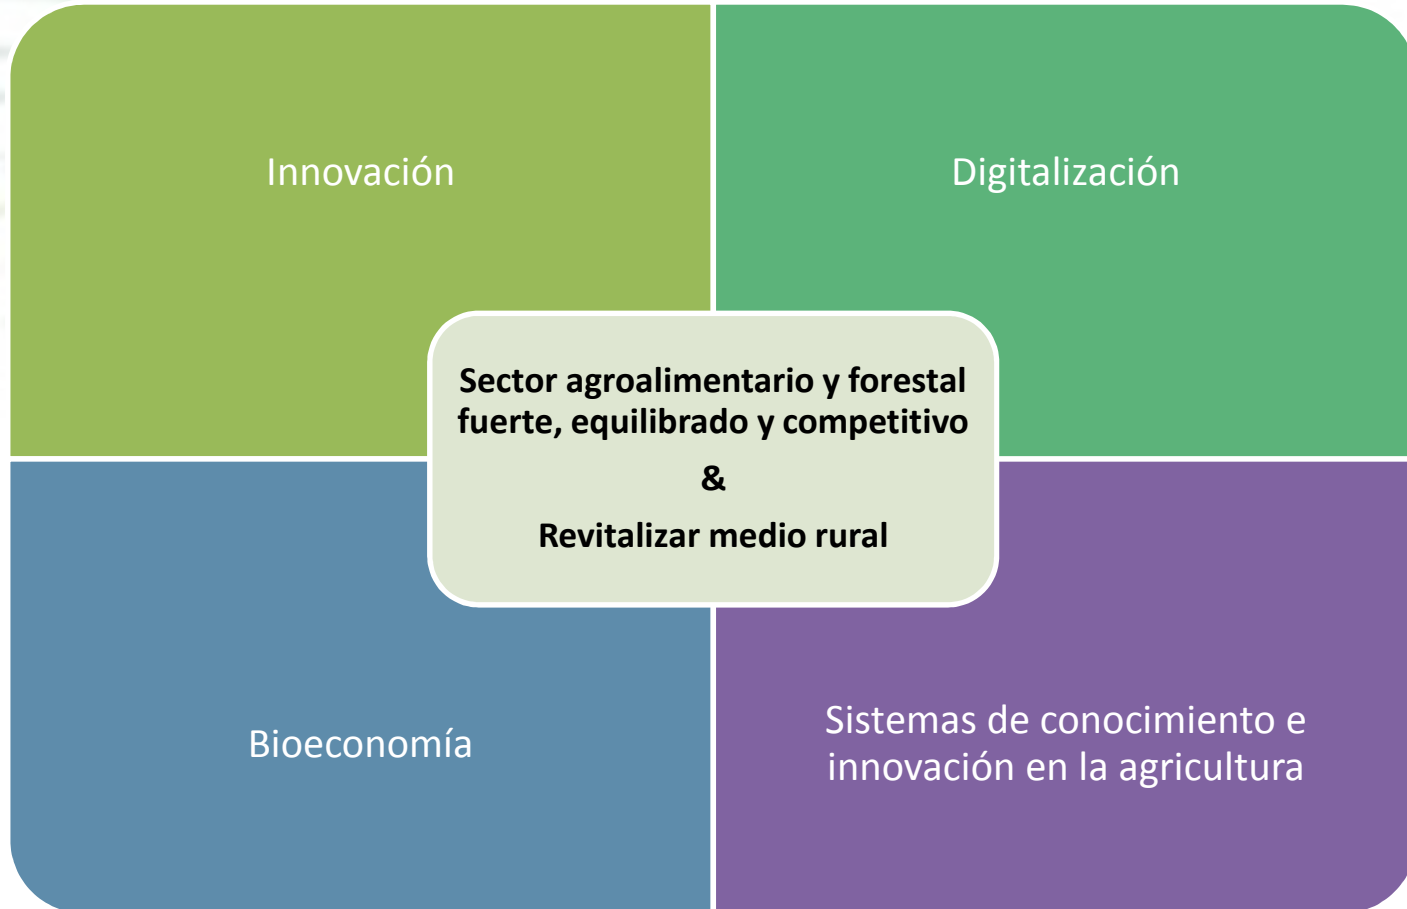 Innovación
Digitalización
Sector agroalimentario y forestal
fuerte, equilibrado y competitivo
&
Revitalizar medio rural
Bioeconomía
Sistemas de conocimiento e
innovación en la agricultura